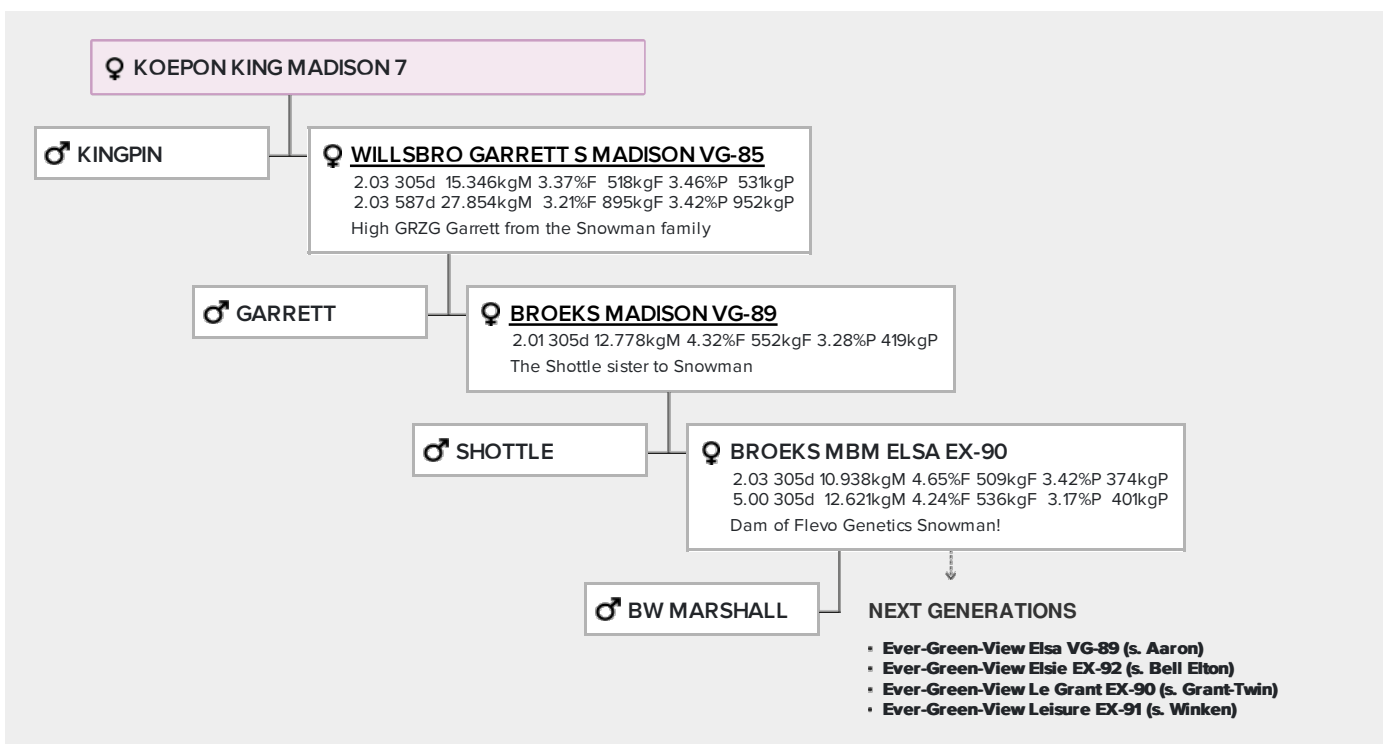 ♀ KOEPON KING MADISON 7
♂ KINGPIN
♀ WILLSBRO GARRETT S MADISON VG-85
2.03 305d 15.346kgM 3.37%F 518kgF 3.46%P 531kgP
2.03 587d 27.854kgM 3.21%F 895kgF 3.42%P 952kgP
High GRZG Garrett from the Snowman family
♂ GARRETT
♀ BROEKS MADISON VG-89
2.01 305d 12.778kgM 4.32%F 552kgF 3.28%P 419kgP
The Shottle sister to Snowman
♂ SHOTTLE
♀ BROEKS MBM ELSA EX-90
2.03 305d 10.938kgM 4.65%F 509kgF 3.42%P 374kgP
5.00 305d 12.621kgM 4.24%F 536kgF 3.17%P 401kgP
Dam of Flevo Genetics Snowman!
♂ BW MARSHALL
NEXT GENERATIONS
• Ever-Green-View Elsa VG-89 (s. Aaron)
• Ever-Green-View Elsie EX-92 (s. Bell Elton)
• Ever-Green-View Le Grant EX-90 (s. Grant-Twin)
• Ever-Green-View Leisure EX-91 (s. Winken)